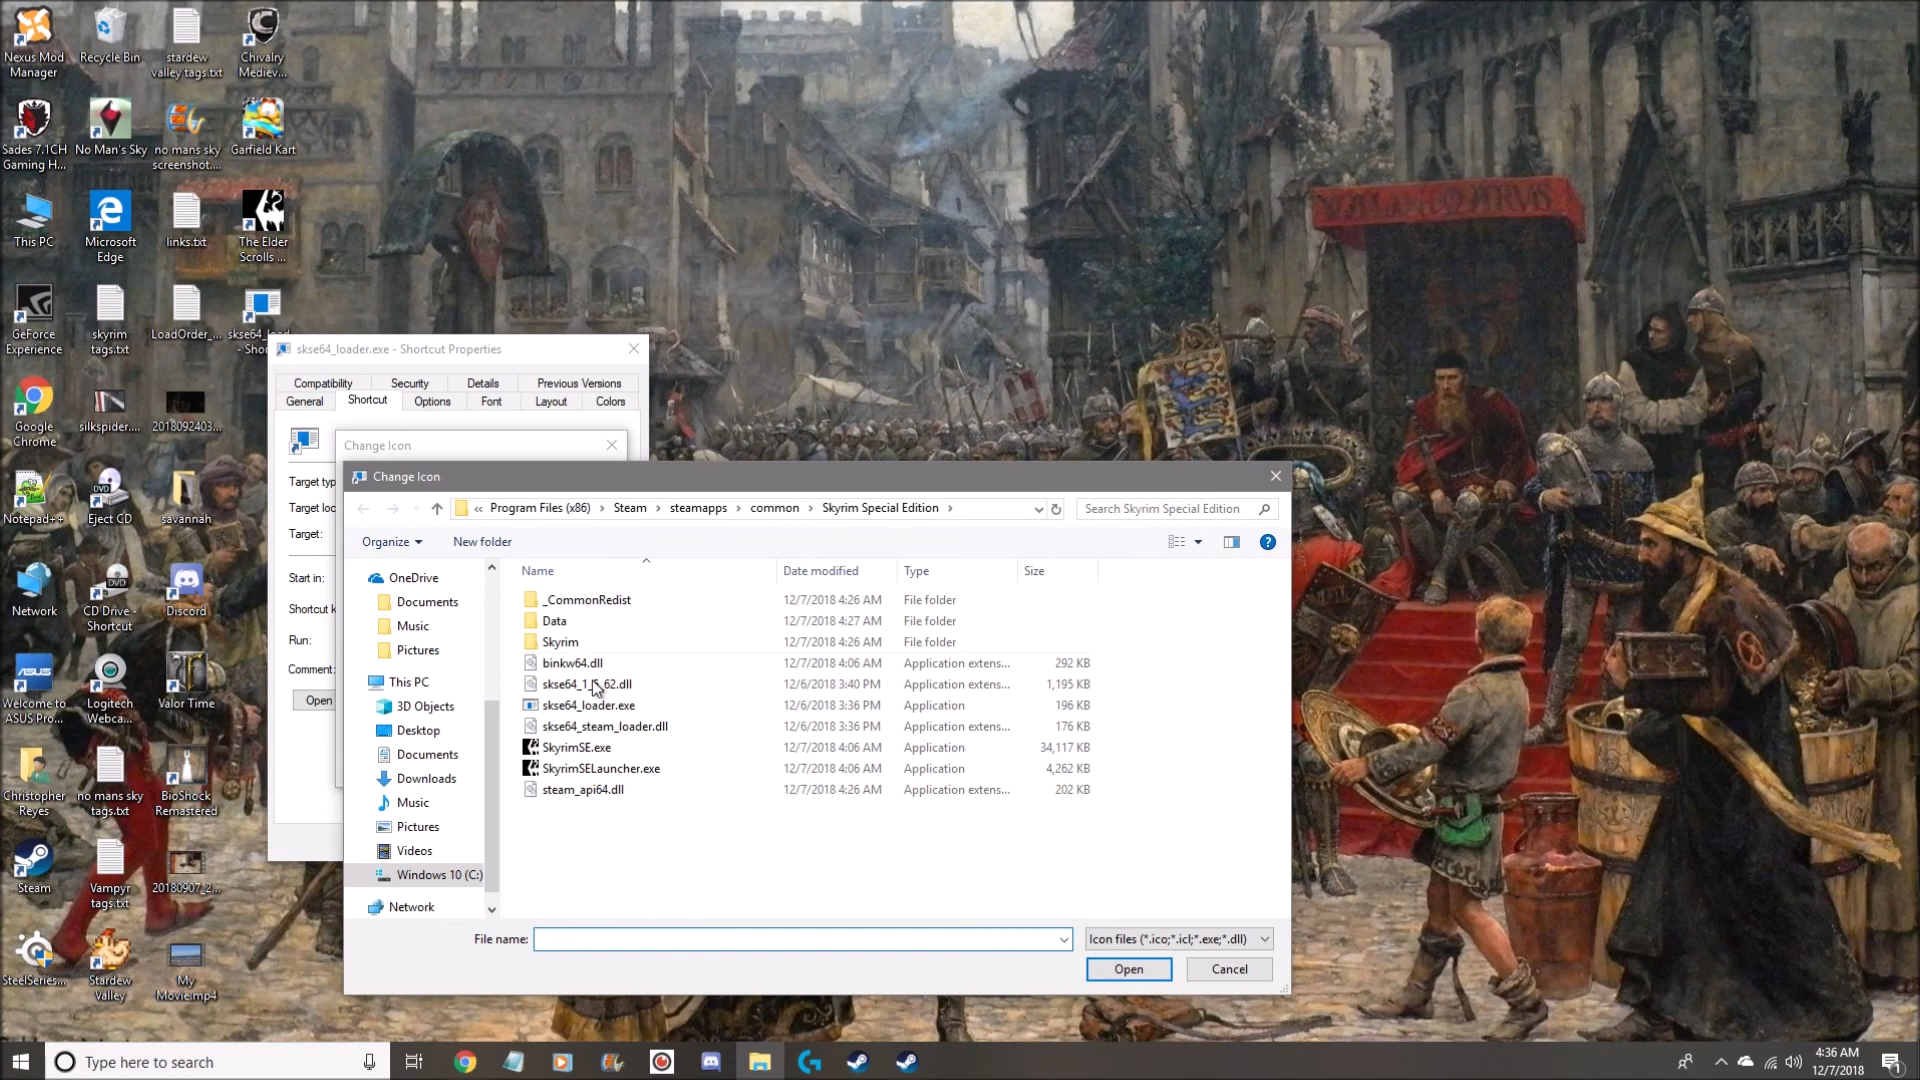 Nexus Mod
Manager
Recycle Bin
stardew
valley tags.txt
Chivalry
Mediev...
Sades 7.1CH
Gaming H...
No Man's Sky
no mans sky
screenshot....
Garfield Kart
This PC
Microsoft
Edge
links.txt
The Elder
Scrolls ...
GeForce
Experience
skyrim
tags.txt
LoadOrder_...
skse64_load
- Shor
Google
Chrome
silkspider....
2018092403...
Notepad++
Eject CD
savannah
Network
CD Drive -
Shortcut
Discord
Welcome to
ASUS Pro...
Logitech
Webca...
Valor Time
Christopher
Reyes
no mans sky
tags.txt
BioShock
Remastered
Steam
Vampyr
tags.txt
20180907_2...
SteelSeries...
Stardew
Valley
My
Movie.mp4
skse64_loader.exe - Shortcut Properties
Compatibility Security Details Previous Versions
General Shortcut Options Font Layout Colors
Target typ
Target loc
Target:
Start in:
Shortcut k
Run:
Comment:
Open
Change Icon
Change Icon
« Program Files (x86) › Steam › steamapps › common › Skyrim Special Edition ›
Search Skyrim Special Edition
Organize New folder
OneDrive
Documents
Music
Pictures
This PC
3D Objects
Desktop
Documents
Downloads
Music
Pictures
Videos
Windows 10 (C:)
Network
Name Date modified Type Size
_CommonRedist 12/7/2018 4:26 AM File folder
Data 12/7/2018 4:27 AM File folder
Skyrim 12/7/2018 4:26 AM File folder
binkw64.dll 12/7/2018 4:06 AM Application extens... 292 KB
skse64_1_ _62.dll 12/6/2018 3:40 PM Application extens... 1,195 KB
skse64_loader.exe 12/6/2018 3:36 PM Application 196 KB
skse64_steam_loader.dll 12/6/2018 3:36 PM Application extens... 176 KB
SkyrimSE.exe 12/7/2018 4:06 AM Application 34,117 KB
SkyrimSELauncher.exe 12/7/2018 4:06 AM Application 4,262 KB
steam_api64.dll 12/7/2018 4:26 AM Application extens... 202 KB
File name:
Icon files (*.ico;*.icl;*.exe;*.dll)
Open Cancel
Type here to search
4:36 AM
12/7/2018
1